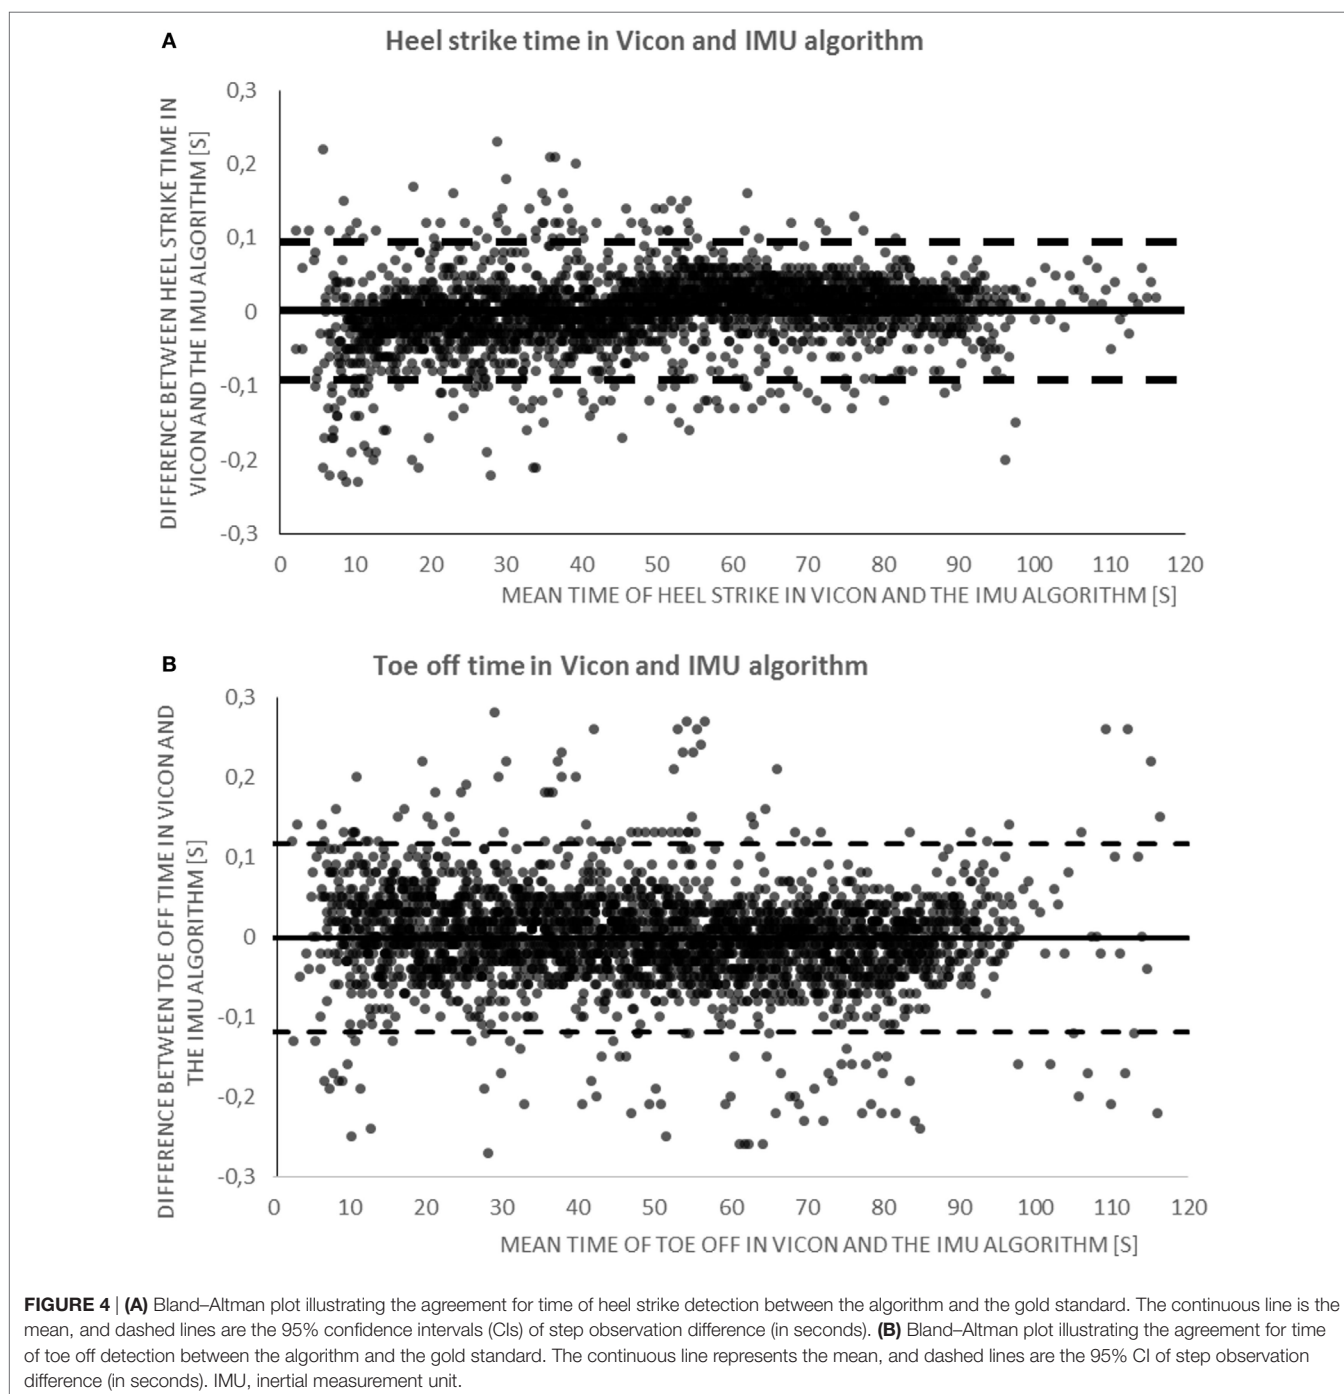 A
Heel strike time in Vicon and IMU algorithm
DIFFERENCE BETWEEN HEEL STRIKE TIME IN
VICON AND THE IMU ALGORITHM [S]
0,3
0,2
0,1
0
-0,1
-0,2
-0,3
0 10 20 30 40 50 60 70 80 90 100 110 120
MEAN TIME OF HEEL STRIKE IN VICON AND THE IMU ALGORITHM [S]
B
Toe off time in Vicon and IMU algorithm
DIFFERENCE BETWEEN TOE OFF TIME IN VICON AND
THE IMU ALGORITHM [S]
0,3
0,2
0,1
0
-0,1
-0,2
-0,3
0 10 20 30 40 50 60 70 80 90 100 110 120
MEAN TIME OF TOE OFF IN VICON AND THE IMU ALGORITHM [S]
FIGURE 4 | (A) Bland–Altman plot illustrating the agreement for time of heel strike detection between the algorithm and the gold standard. The continuous line is the
mean, and dashed lines are the 95% confidence intervals (CIs) of step observation difference (in seconds). (B) Bland–Altman plot illustrating the agreement for time
of toe off detection between the algorithm and the gold standard. The continuous line represents the mean, and dashed lines are the 95% CI of step observation
difference (in seconds). IMU, inertial measurement unit.